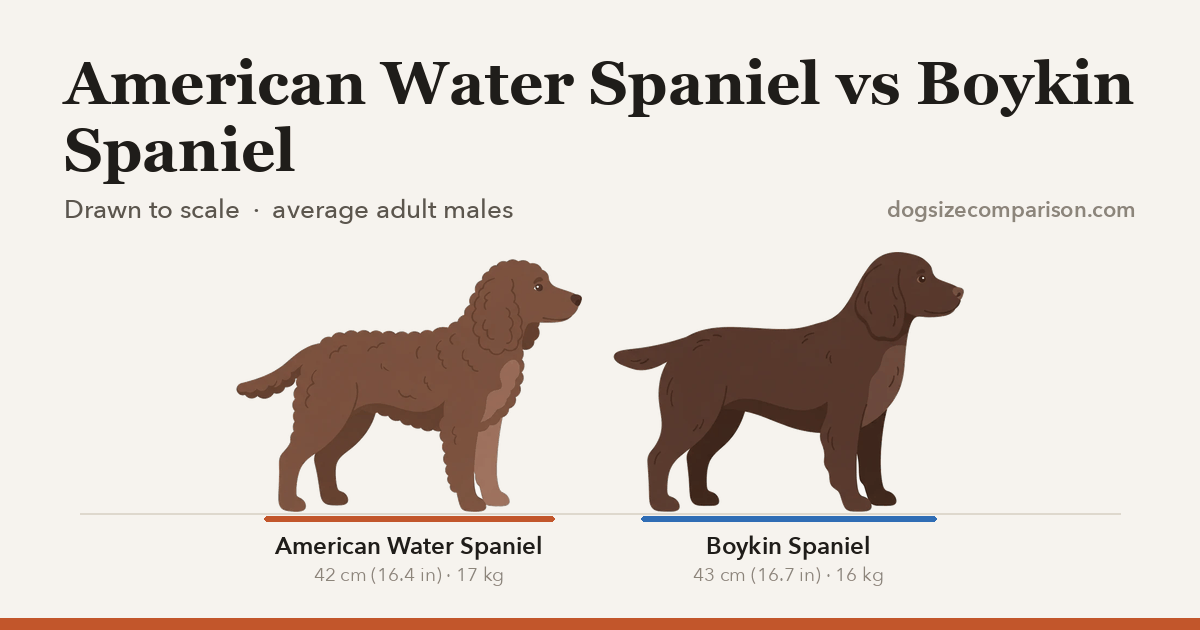 American Water Spaniel vs Boykin
Spaniel
Drawn to scale · average adult males
dogsizecomparison.com
American Water Spaniel
42 cm (16.4 in) · 17 kg
Boykin Spaniel
43 cm (16.7 in) · 16 kg